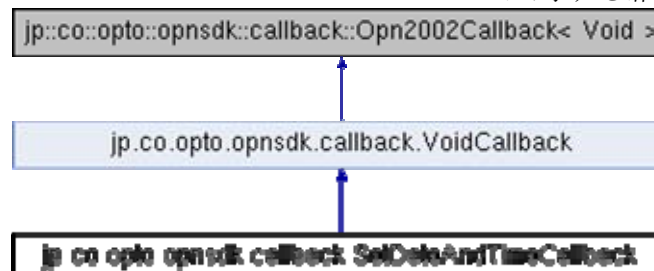 jp::co::opto::opnsdk::callback::Opn2002Callback< Void >
jp.co.opto.opnsdk.callback.VoidCallback
jp co opto opnsdk callback SetDateAndTimeCallback